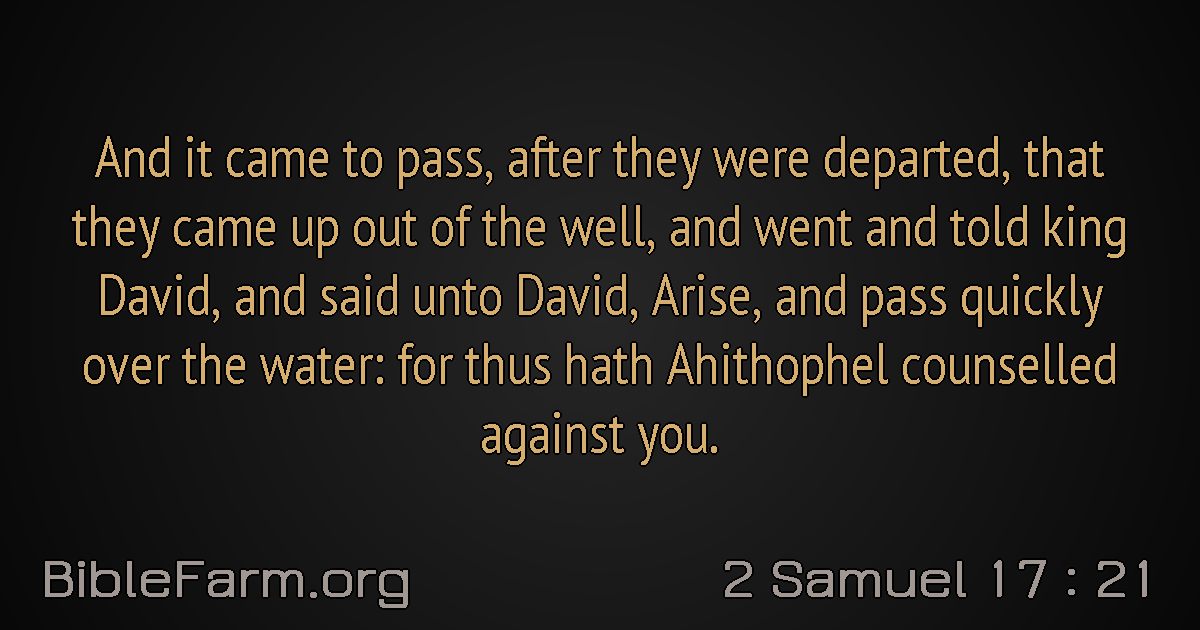 And it came to pass, after they were departed, that
they came up out of the well, and went and told king
David, and said unto David, Arise, and pass quickly
over the water: for thus hath Ahithophel counselled
against you.
BibleFarm.org
2 Samuel 17 : 21